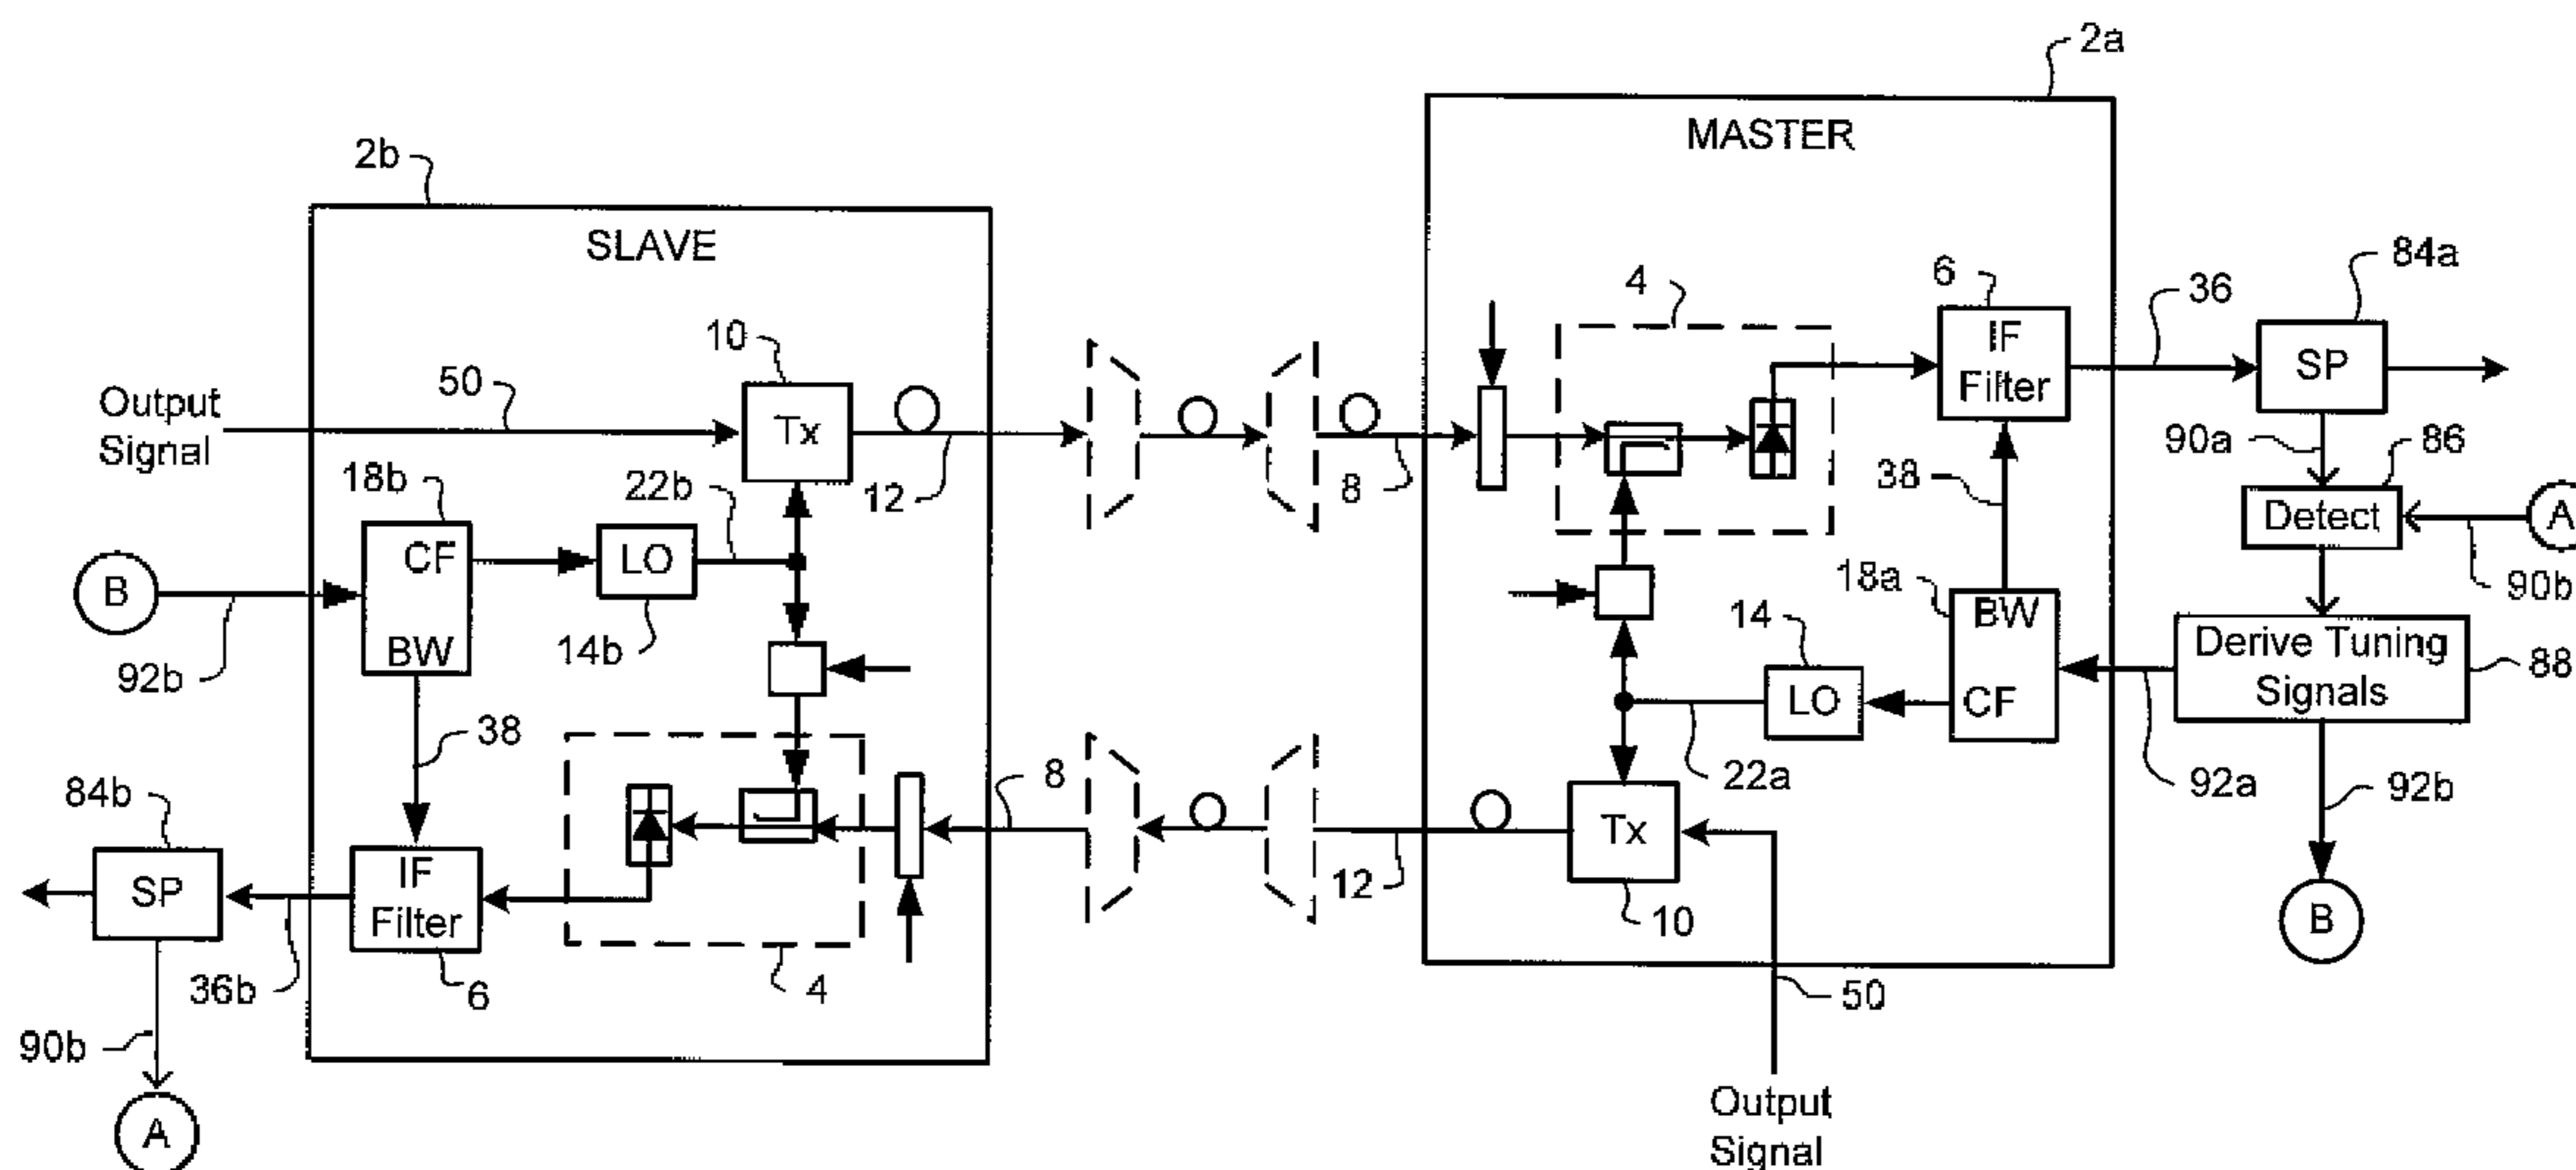 2a
MASTER
2b
SLAVE
84a
4
6
36
10
IF
Filter
SP
50
Output
Signal
Tx
90a
86
18b
22b
12
8
38
Detect
A
CF
LO
18a
90b
B
BW
14
BW
Derive Tuning
Signals
88
92b
14b
LO
CF
38
22a
92a
92b
84b
8
Tx
SP
IF
Filter
12
10
B
36b
6
4
50
90b
A
Output
Signal